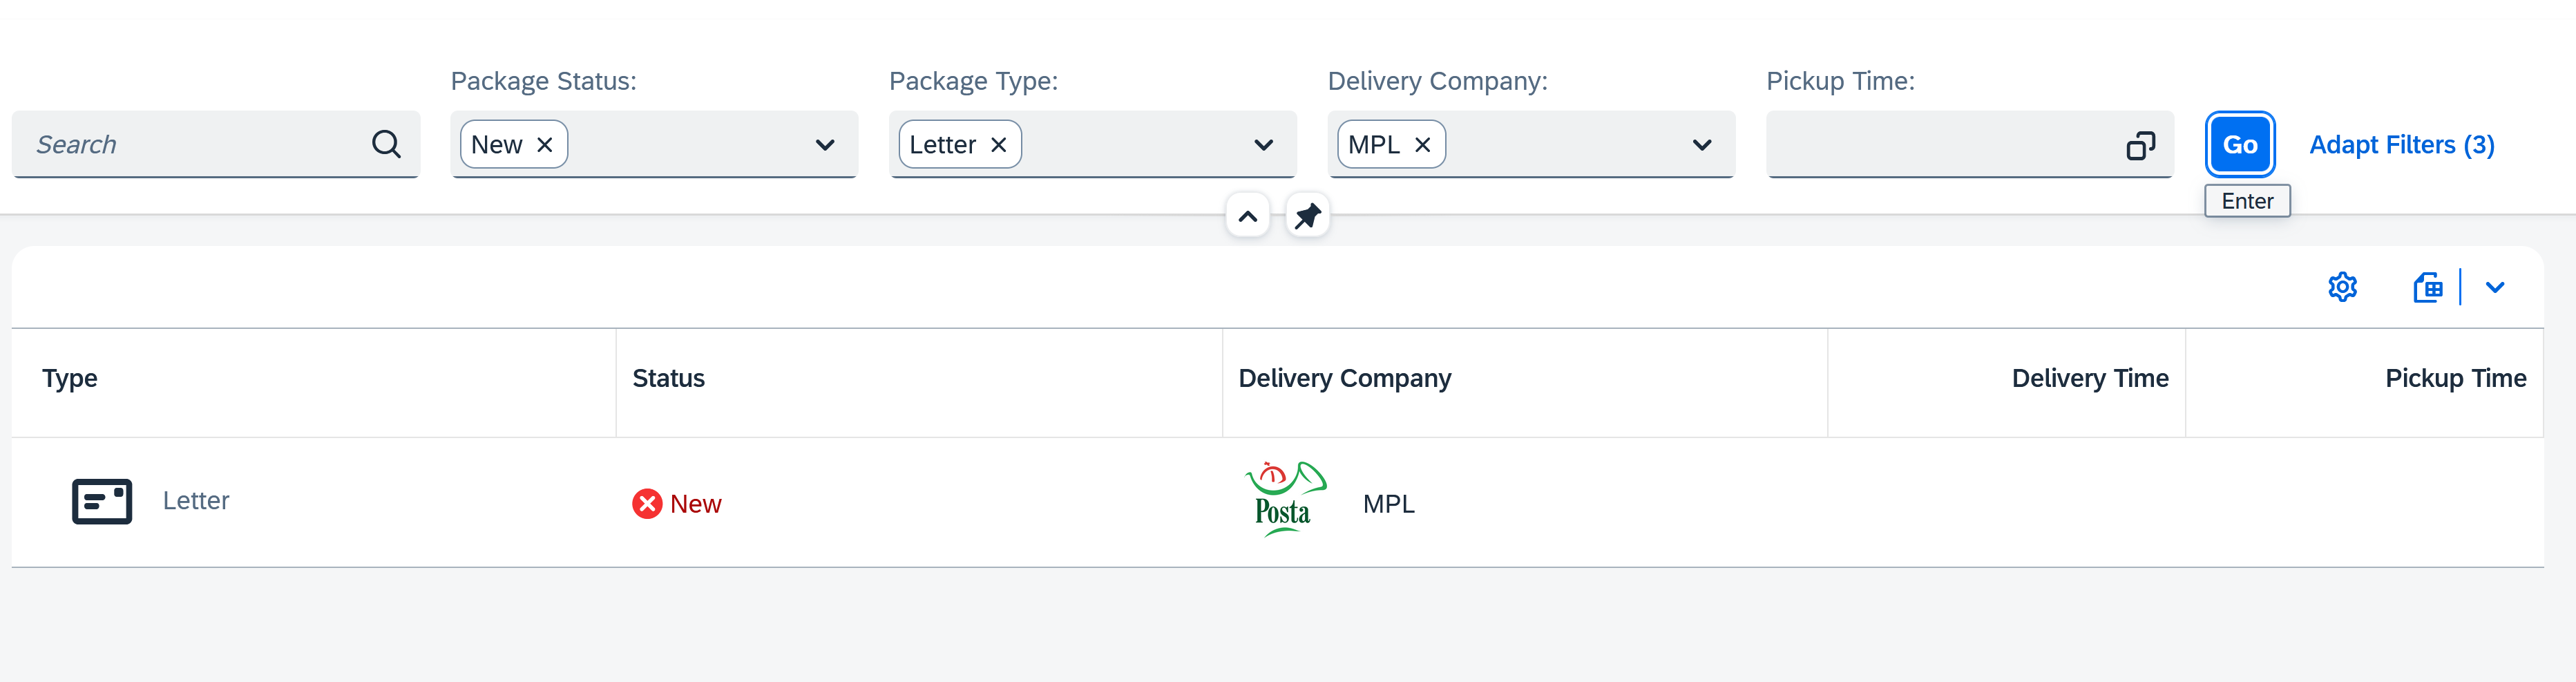 Package Status:
Package Type:
Delivery Company:
Pickup Time:
Search
New
Letter
MPL
Go
Adapt Filters (3)
Enter
Type
Status
Delivery Company
Delivery Time
Pickup Time
Letter
New
Posta
MPL